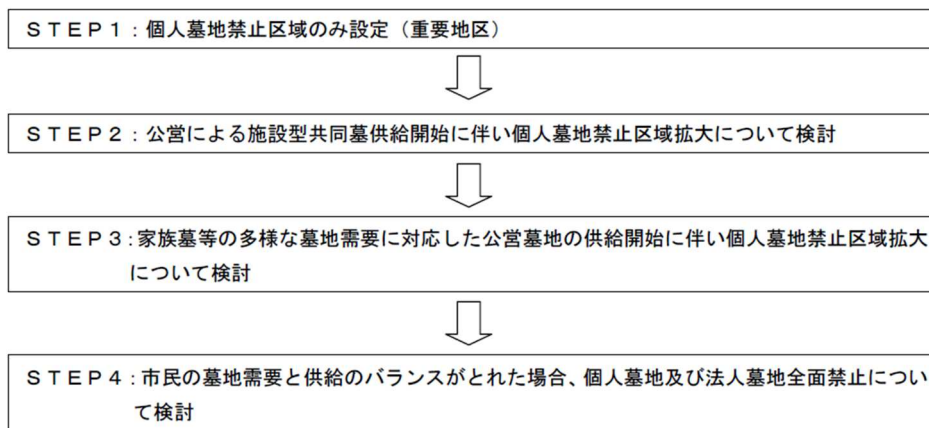 ＳＴＥＰ１：個人墓地禁止区域のみ設定（重要地区）
ＳＴＥＰ２：公営による施設型共同墓供給開始に伴い個人墓地禁止区域拡大について検討
ＳＴＥＰ３：家族墓等の多様な墓地需要に対応した公営墓地の供給開始に伴い個人墓地禁止区域拡大
について検討
ＳＴＥＰ４：市民の墓地需要と供給のバランスがとれた場合、個人墓地及び法人墓地全面禁止につい
て検討